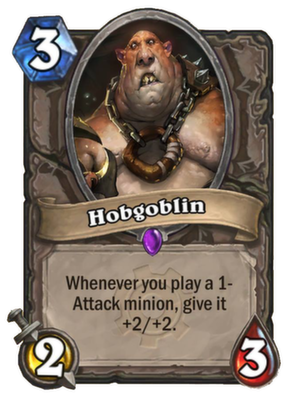 3
Hobgoblin
Whenever you play a 1-
Attack minion, give it
+2/+2.
2
3